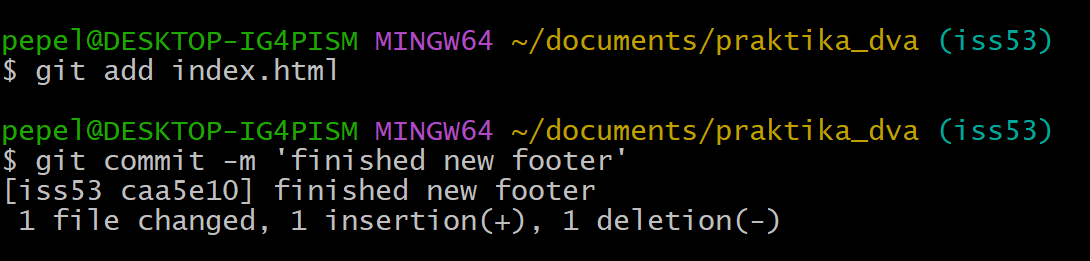 pepel@DESKTOP-IG4PISM MINGW64 ~/documents/praktika_dva (iss53)
$ git add index.html
pepel@DESKTOP-IG4PISM MINGW64 ~/documents/praktika_dva (iss53)
$ git commit -m 'finished new footer'
[iss53 caa5e10] finished new footer
 1 file changed, 1 insertion(+), 1 deletion(-)